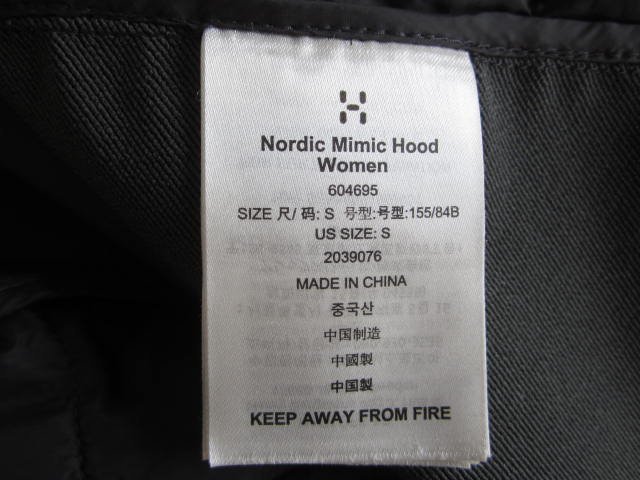 Nordic Mimic Hood
Women
604695
SIZE 尺/ 码: S 号型:号型:155/84B
US SIZE: S
2039076
MADE IN CHINA
중국산
中国制造
中國製
中国製
KEEP AWAY FROM FIRE